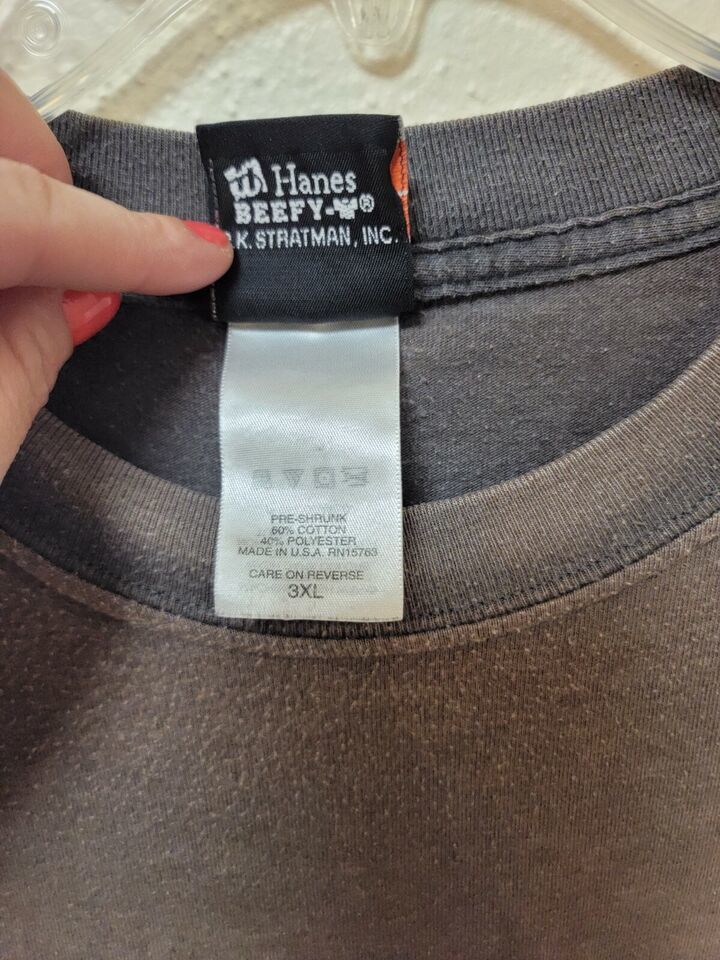 Hanes
BEEFY-®
K. STRATMAN, INC.
PRE-SHRUNK
60% COTTON
40% POLYESTER
MADE IN U.S.A. RN15763
CARE ON REVERSE
3XL